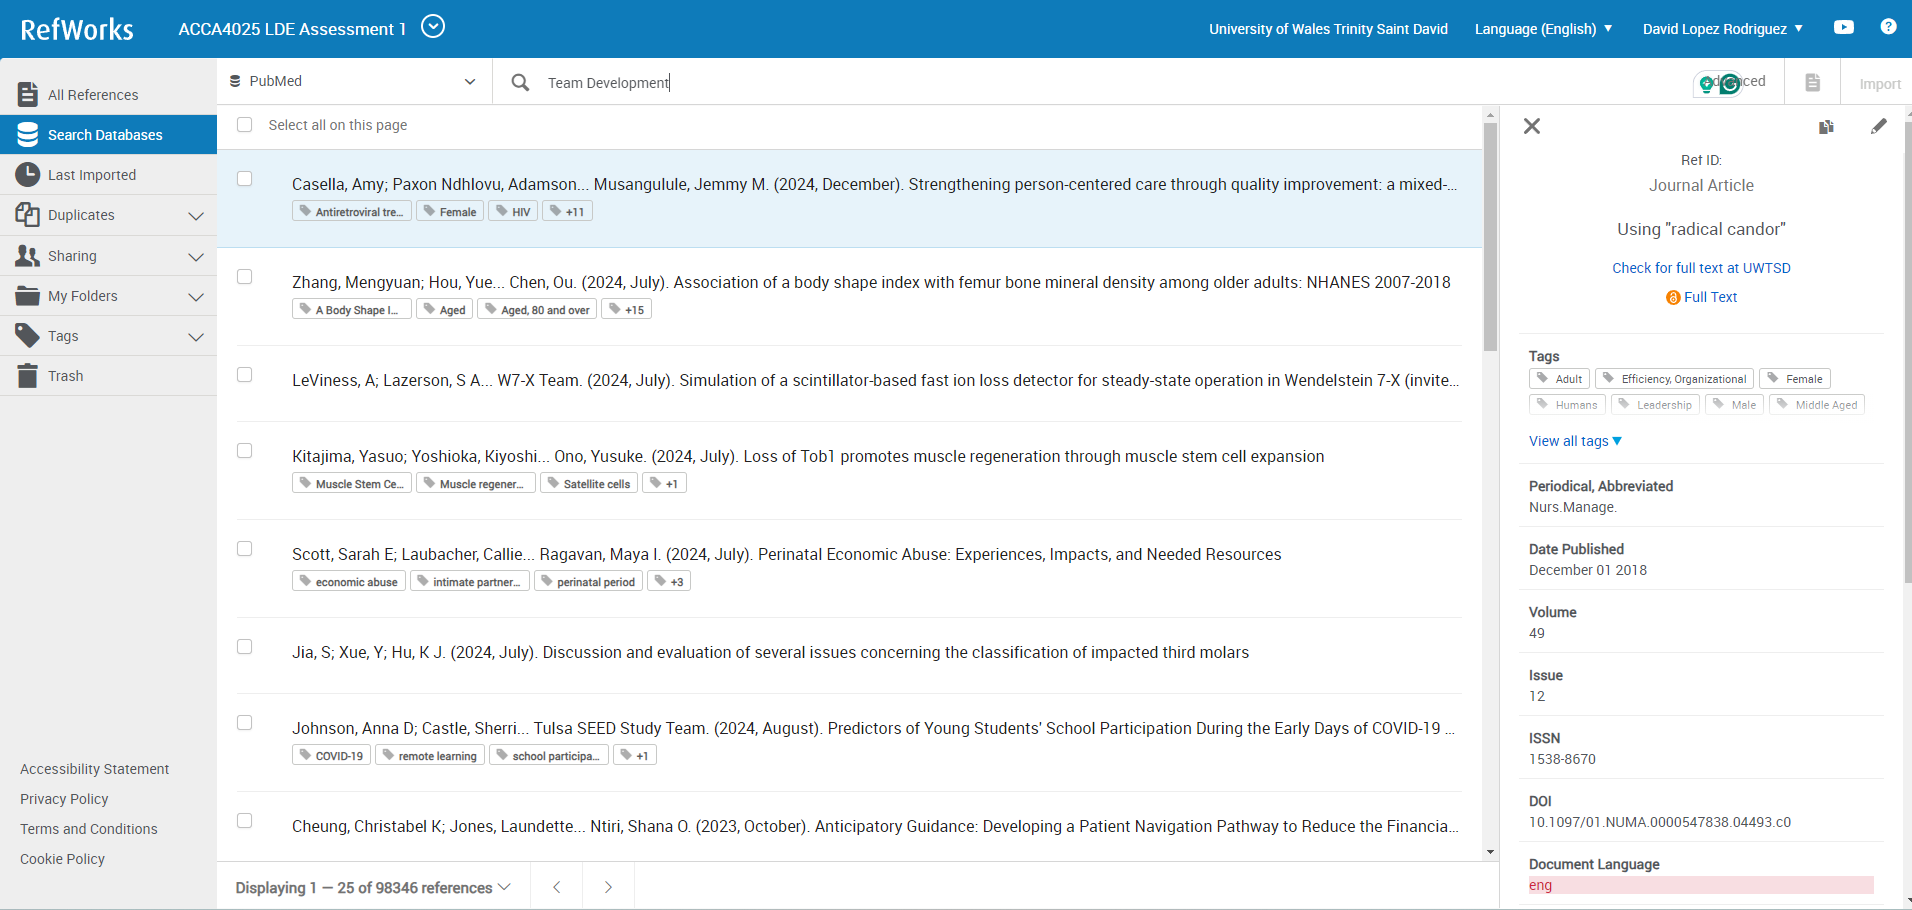 RefWorks
ACCA4025 LDE Assessment 1
University of Wales Trinity Saint David
Language (English)
David Lopez Rodriguez
All References
Search Databases
Last Imported
Duplicates
Sharing
My Folders
Tags
Trash
Accessibility Statement
Privacy Policy
Terms and Conditions
Cookie Policy
PubMed
Team Development
Import
Select all on this page
Casella, Amy; Paxon Ndhlovu, Adamson... Musangulule, Jemmy M. (2024, December). Strengthening person-centered care through quality improvement: a mixed-...
Antiretroviral tre... Female HIV +11
Zhang, Mengyuan; Hou, Yue... Chen, Ou. (2024, July). Association of a body shape index with femur bone mineral density among older adults: NHANES 2007-2018
A Body Shape I... Aged Aged, 80 and over +15
LeViness, A; Lazerson, S A... W7-X Team. (2024, July). Simulation of a scintillator-based fast ion loss detector for steady-state operation in Wendelstein 7-X (invite...
Kitajima, Yasuo; Yoshioka, Kiyoshi... Ono, Yusuke. (2024, July). Loss of Tob1 promotes muscle regeneration through muscle stem cell expansion
Muscle Stem Ce... Muscle regener... Satellite cells +1
Scott, Sarah E; Laubacher, Callie... Ragavan, Maya I. (2024, July). Perinatal Economic Abuse: Experiences, Impacts, and Needed Resources
economic abuse intimate partner... perinatal period +3
Jia, S; Xue, Y; Hu, K J. (2024, July). Discussion and evaluation of several issues concerning the classification of impacted third molars
Johnson, Anna D; Castle, Sherri... Tulsa SEED Study Team. (2024, August). Predictors of Young Students' School Participation During the Early Days of COVID-19 ...
COVID-19 remote learning school participa... +1
Cheung, Christabel K; Jones, Laundette... Ntiri, Shana O. (2023, October). Anticipatory Guidance: Developing a Patient Navigation Pathway to Reduce the Financia...
Displaying 1 — 25 of 98346 references
Ref ID:
Journal Article
Using "radical candor"
Check for full text at UWTSD
Full Text
Tags
Adult Efficiency, Organizational Female
Humans Leadership Male Middle Aged
View all tags
Periodical, Abbreviated
Nurs.Manage.
Date Published
December 01 2018
Volume
49
Issue
12
ISSN
1538-8670
DOI
10.1097/01.NUMA.0000547838.04493.c0
Document Language
eng